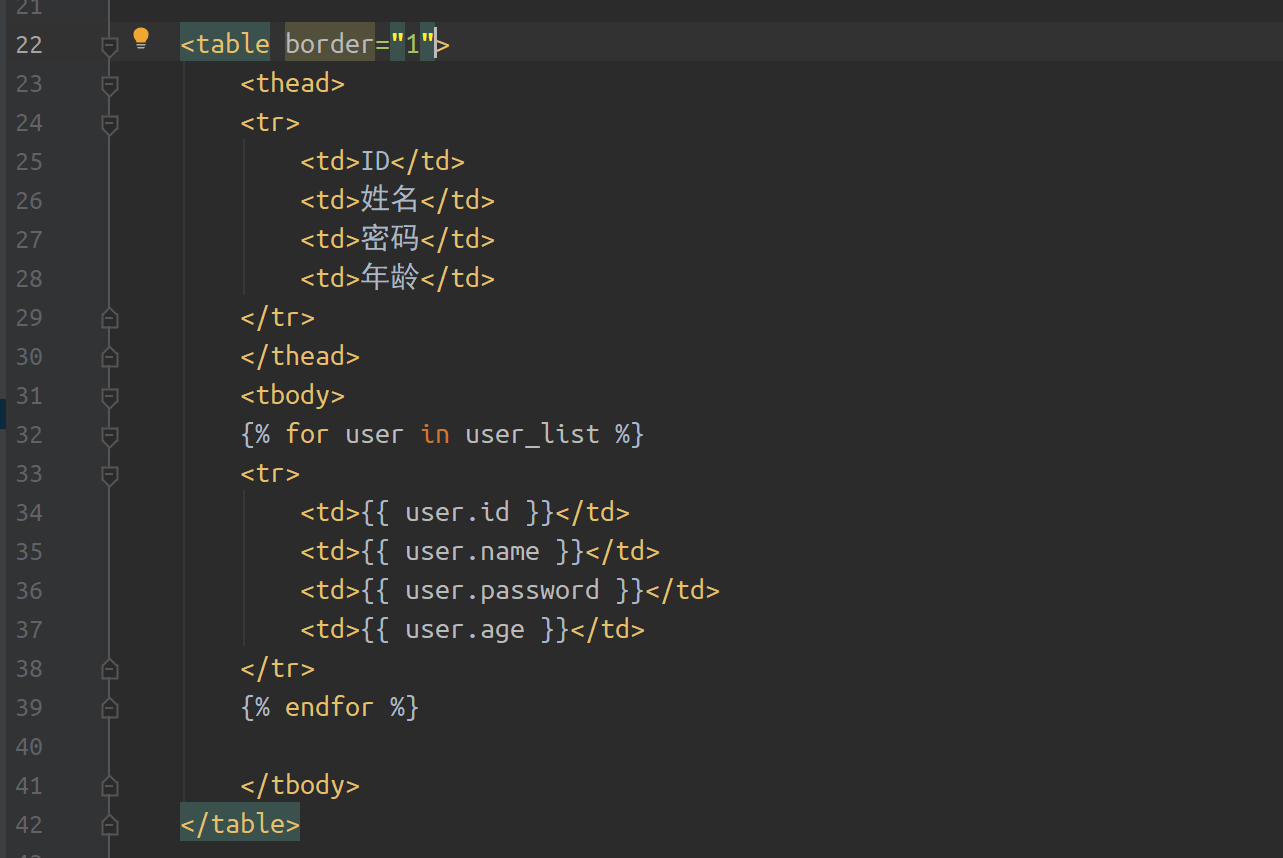 21
22 <table border="1">
23 <thead>
24 <tr>
25 <td>ID</td>
26 <td>姓名</td>
27 <td>密码</td>
28 <td>年龄</td>
29 </tr>
30 </thead>
31 <tbody>
32 {% for user in user_list %}
33 <tr>
34 <td>{{ user.id }}</td>
35 <td>{{ user.name }}</td>
36 <td>{{ user.password }}</td>
37 <td>{{ user.age }}</td>
38 </tr>
39 {% endfor %}
40
41 </tbody>
42 </table>